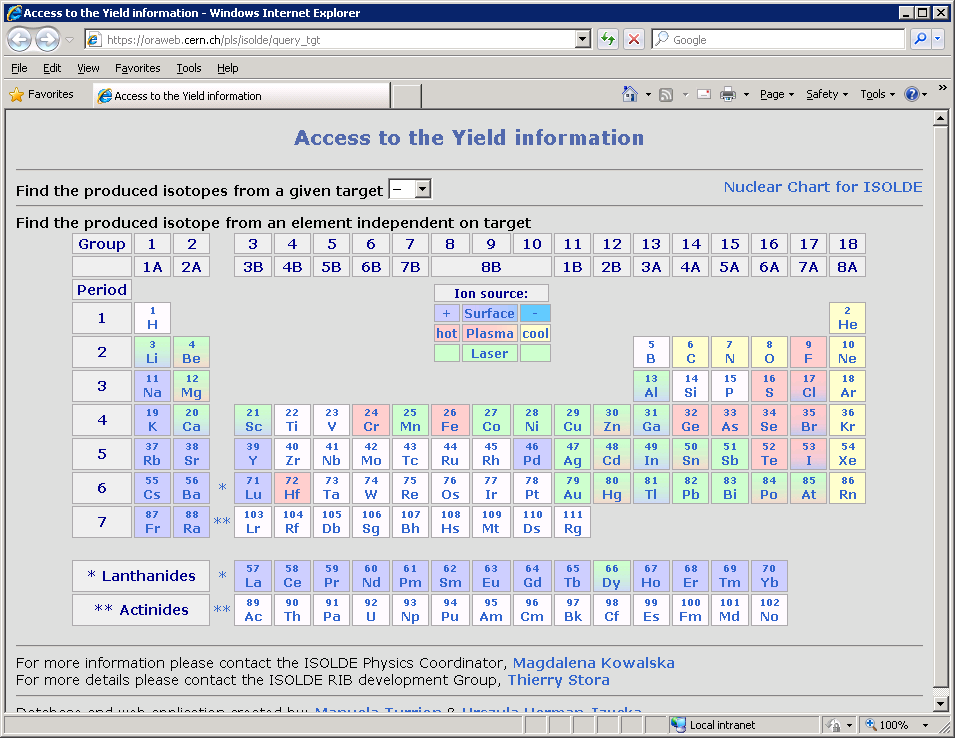 Access to the Yield information - Windows Internet Explorer
https://oraweb.cern.ch/pls/isolde/query_tgt
Google
File Edit View Favorites Tools Help
Favorites Access to the Yield information Page Safety Tools
Access to the Yield information
Find the produced isotopes from a given target --
Nuclear Chart for ISOLDE
Find the produced isotope from an element independent on target
Group 1 2 3 4 5 6 7 8 9 10 11 12 13 14 15 16 17 18
1A 2A 3B 4B 5B 6B 7B 8B 1B 2B 3A 4A 5A 6A 7A 8A
Period
Ion source:
+ Surface -
hot Plasma cool
Laser
1 2
1 H He
3 4 5 6 7 8 9 10
2 Li Be B C N O F Ne
11 12 13 14 15 16 17 18
3 Na Mg Al Si P S Cl Ar
19 20 21 22 23 24 25 26 27 28 29 30 31 32 33 34 35 36
4 K Ca Sc Ti V Cr Mn Fe Co Ni Cu Zn Ga Ge As Se Br Kr
37 38 39 40 41 42 43 44 45 46 47 48 49 50 51 52 53 54
5 Rb Sr Y Zr Nb Mo Tc Ru Rh Pd Ag Cd In Sn Sb Te I Xe
55 56 71 72 73 74 75 76 77 78 79 80 81 82 83 84 85 86
6 Cs Ba * Lu Hf Ta W Re Os Ir Pt Au Hg Tl Pb Bi Po At Rn
87 88 103 104 105 106 107 108 109 110 111
7 Fr Ra ** Lr Rf Db Sg Bh Hs Mt Ds Rg
57 58 59 60 61 62 63 64 65 66 67 68 69 70
* Lanthanides * La Ce Pr Nd Pm Sm Eu Gd Tb Dy Ho Er Tm Yb
89 90 91 92 93 94 95 96 97 98 99 100 101 102
** Actinides ** Ac Th Pa U Np Pu Am Cm Bk Cf Es Fm Md No
For more information please contact the ISOLDE Physics Coordinator, Magdalena Kowalska
For more details please contact the ISOLDE RIB development Group, Thierry Stora
Database and web application created by: Manuela Turrion &
Local intranet 100%